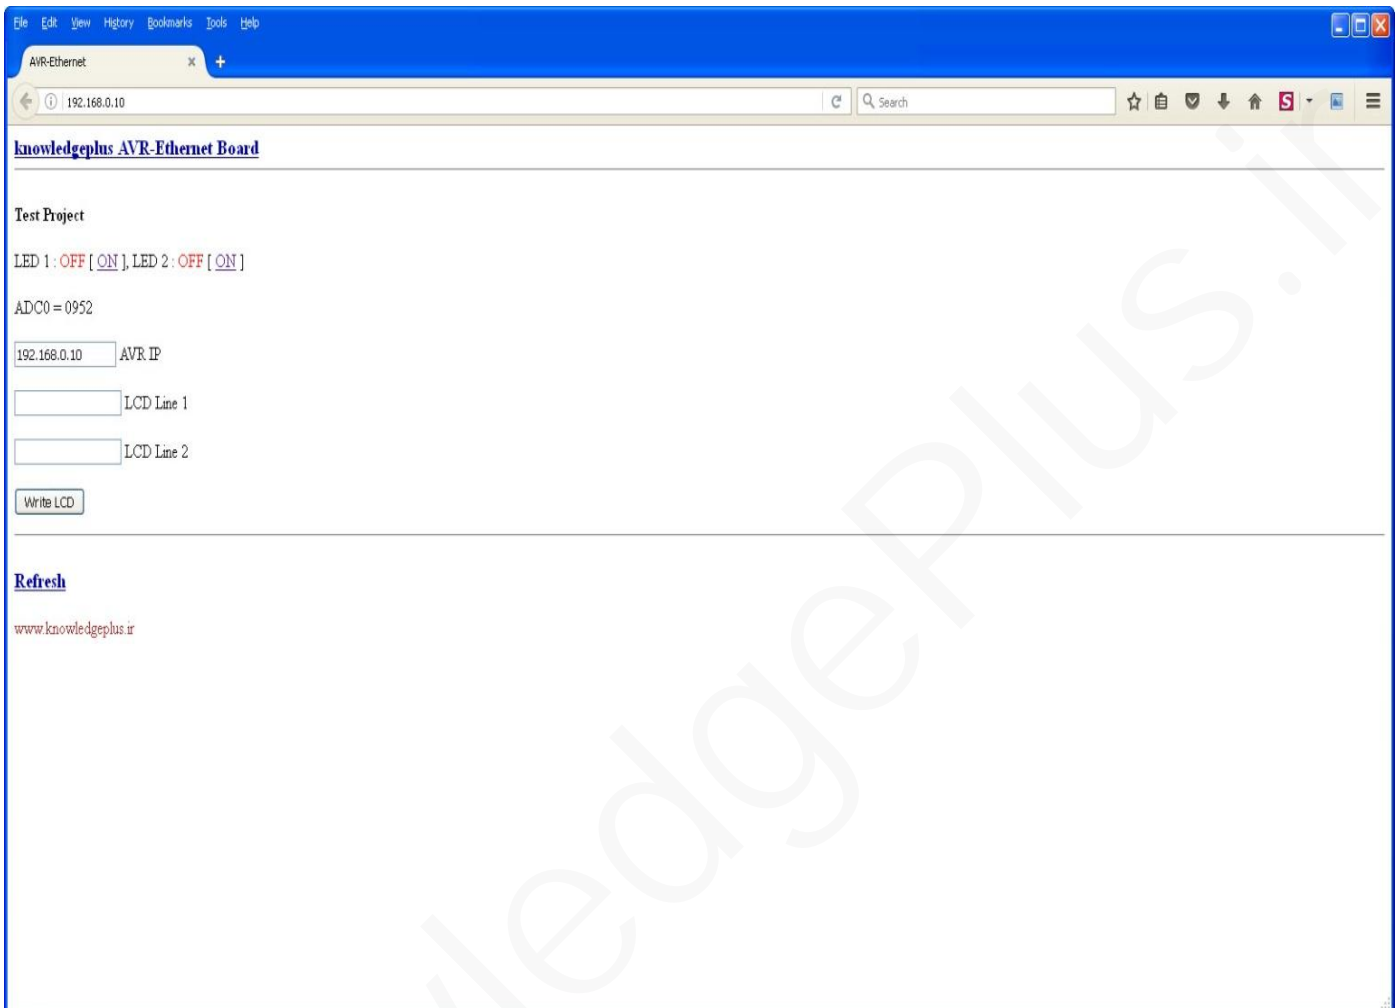 File Edit View History Bookmarks Tools Help
AVR-Ethernet
192.168.0.10 Search
knowledgeplus AVR-Ethernet Board
Test Project
LED 1 : OFF [ ON ], LED 2 : OFF [ ON ]
ADC0 = 0952
192.168.0.10 AVR IP
LCD Line 1
LCD Line 2
Write LCD
Refresh
www.knowledgeplus.ir
ledgePlus.ir